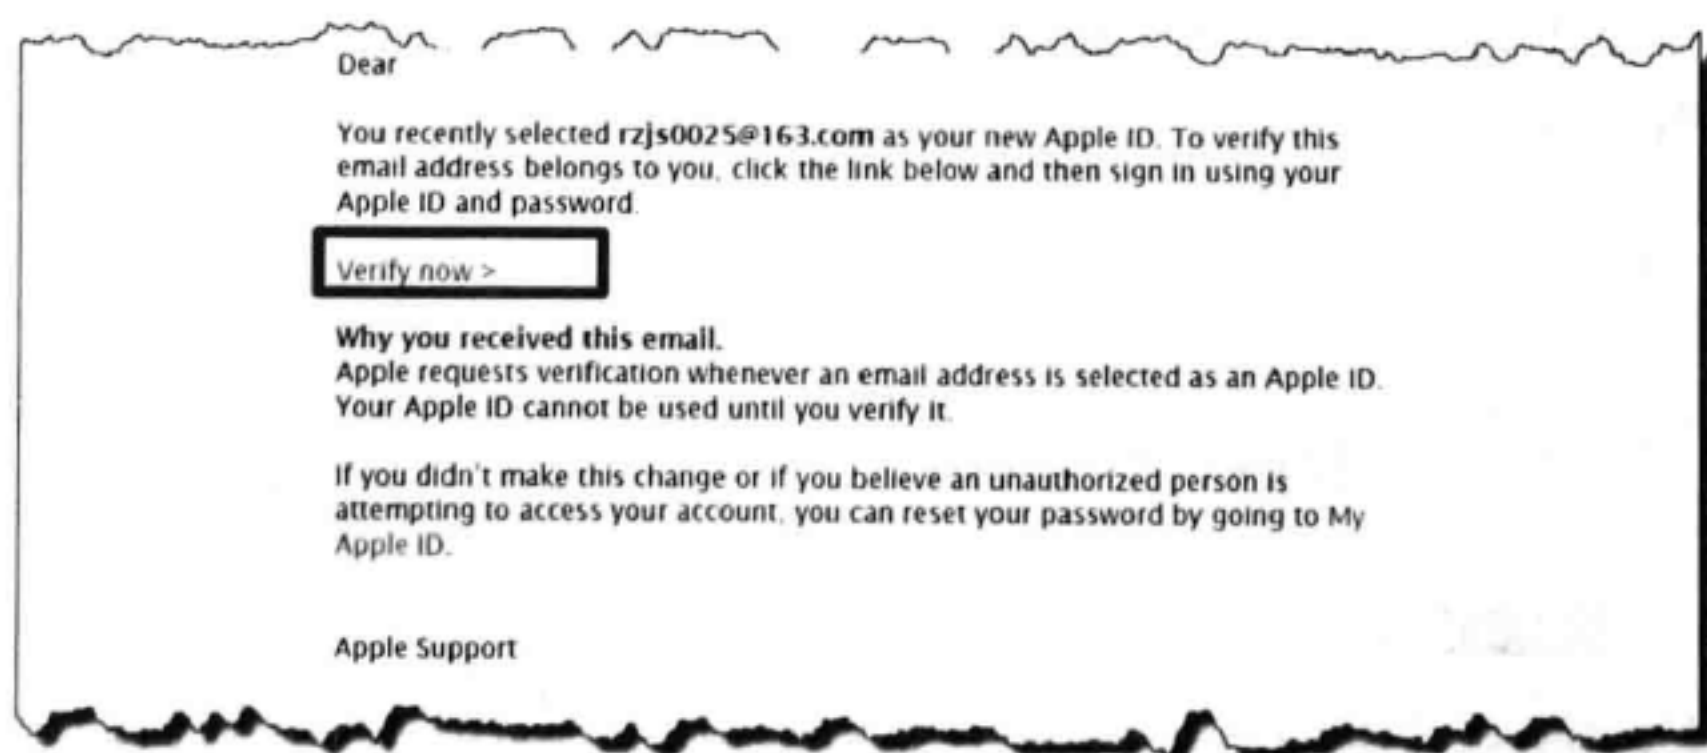 Dear
You recently selected rzjs0025@163.com as your new Apple ID. To verify this
email address belongs to you, click the link below and then sign in using your
Apple ID and password.
Verify now >
Why you received this email.
Apple requests verification whenever an email address is selected as an Apple ID.
Your Apple ID cannot be used until you verify it.
If you didn't make this change or if you believe an unauthorized person is
attempting to access your account, you can reset your password by going to My
Apple ID.
Apple Support